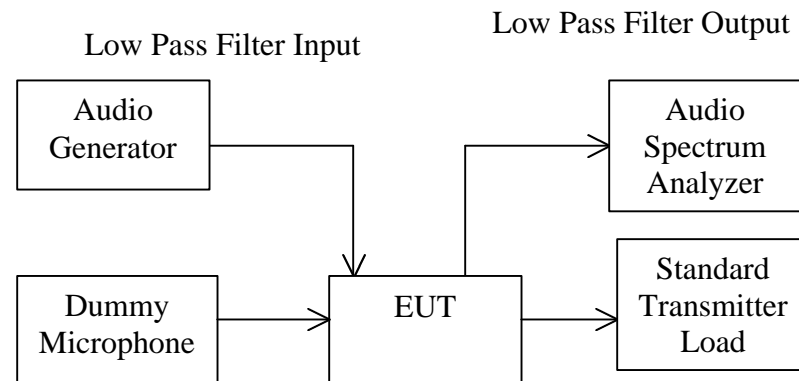 Low Pass Filter Input
Low Pass Filter Output
Audio
Generator
Audio
Spectrum
Analyzer
Dummy
Microphone
EUT
Standard
Transmitter
Load